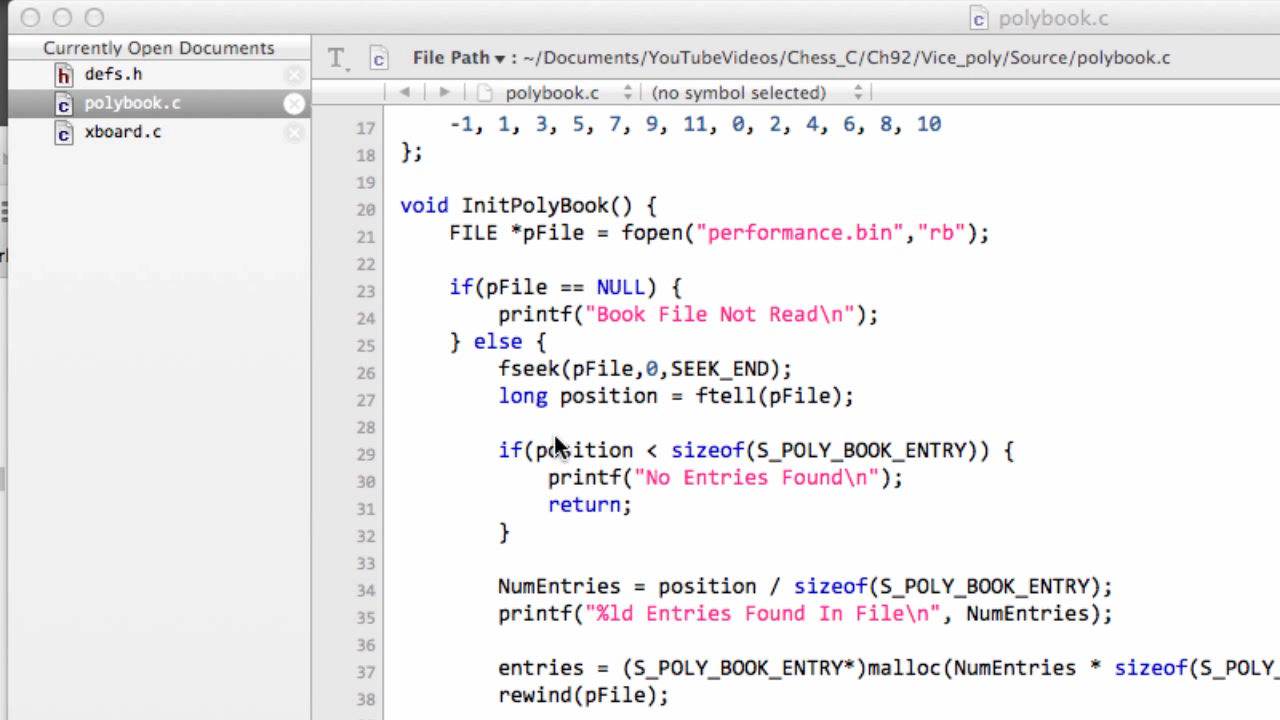 polybook.c
Currently Open Documents
defs.h
polybook.c
xboard.c
File Path ▾ : ~/Documents/YouTubeVideos/Chess_C/Ch92/Vice_poly/Source/polybook.c
polybook.c (no symbol selected)
17 -1, 1, 3, 5, 7, 9, 11, 0, 2, 4, 6, 8, 10
18 };
19
20 void InitPolyBook() {
21 FILE *pFile = fopen("performance.bin","rb");
22
23 if(pFile == NULL) {
24 printf("Book File Not Read\n");
25 } else {
26 fseek(pFile,0,SEEK_END);
27 long position = ftell(pFile);
28
29 if(position < sizeof(S_POLY_BOOK_ENTRY)) {
30 printf("No Entries Found\n");
31 return;
32 }
33
34 NumEntries = position / sizeof(S_POLY_BOOK_ENTRY);
35 printf("%ld Entries Found In File\n", NumEntries);
36
37 entries = (S_POLY_BOOK_ENTRY*)malloc(NumEntries * sizeof(S_POLY_
38 rewind(pFile);